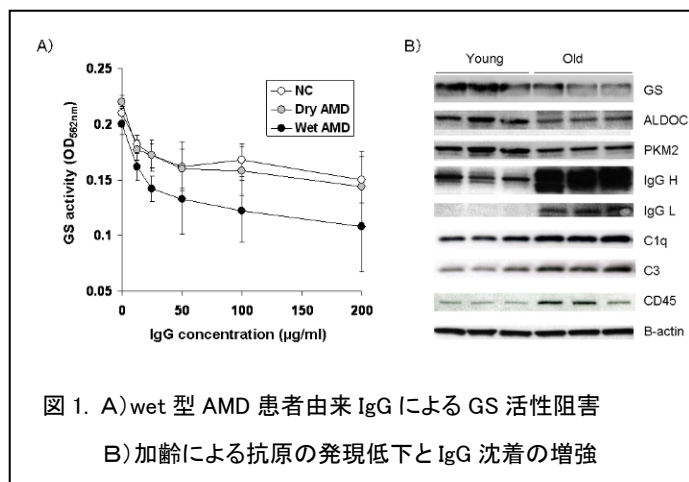 A)
GS activity (OD562nm)
0.25
0.2
0.15
0.1
0.05
NC
Dry AMD
Wet AMD
0
50
100
150
200
IgG concentration (µg/ml)
B)
Young Old
GS
ALDOC
PKM2
IgG H
IgG L
C1q
C3
CD45
B-actin
図 1. A)wet 型 AMD 患者由来 IgG による GS 活性阻害
B)加齢による抗原の発現低下と IgG 沈着の増強